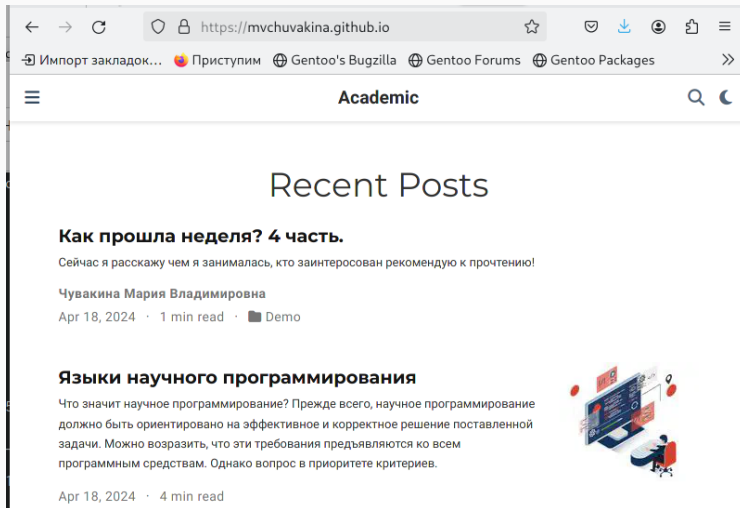 https://mvchuvakina.github.io
Импорт закладок... Приступим Gentoo's Bugzilla Gentoo Forums Gentoo Packages
Academic
Recent Posts
Как прошла неделя? 4 часть.
Сейчас я расскажу чем я занималась, кто заинтеросован рекомендую к прочтению!
Чувакина Мария Владимировна
Apr 18, 2024 · 1 min read · Demo
Языки научного программирования
Что значит научное программирование? Прежде всего, научное программирование
должно быть ориентировано на эффективное и корректное решение поставленной
задачи. Можно возразить, что эти требования предъявляются ко всем
программным средствам. Однако вопрос в приоритете критериев.
Apr 18, 2024 · 4 min read